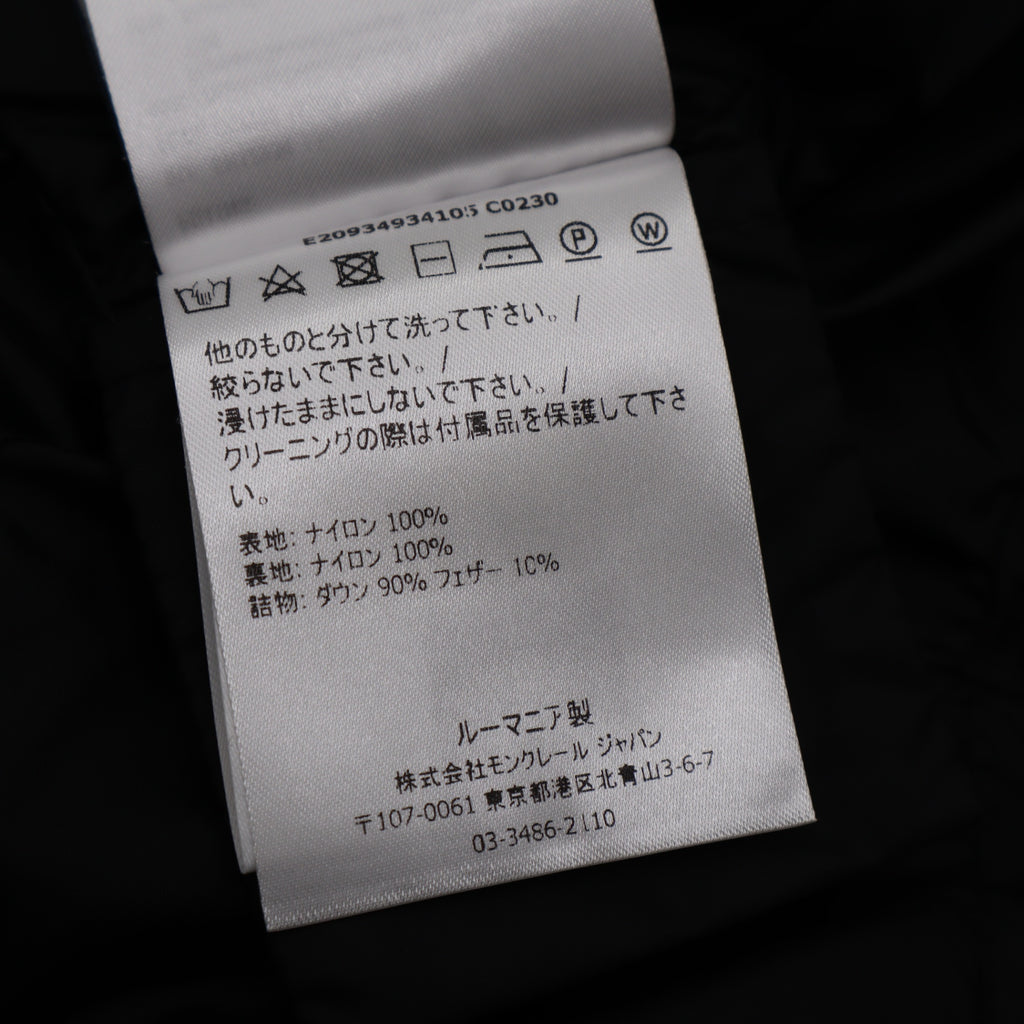 E20934934105 C0230
P
W
他のものと分けて洗って下さい。/
絞らないで下さい。/
浸けたままにしないで下さい。/
クリーニングの際は付属品を保護して下さ
い。
表地: ナイロン 100%
裏地: ナイロン 100%
詰物: ダウン 90% フェザー 10%
ルーマニア製
株式会社モンクレール ジャパン
〒107-0061 東京都港区北青山3-6-7
03-3486-2110